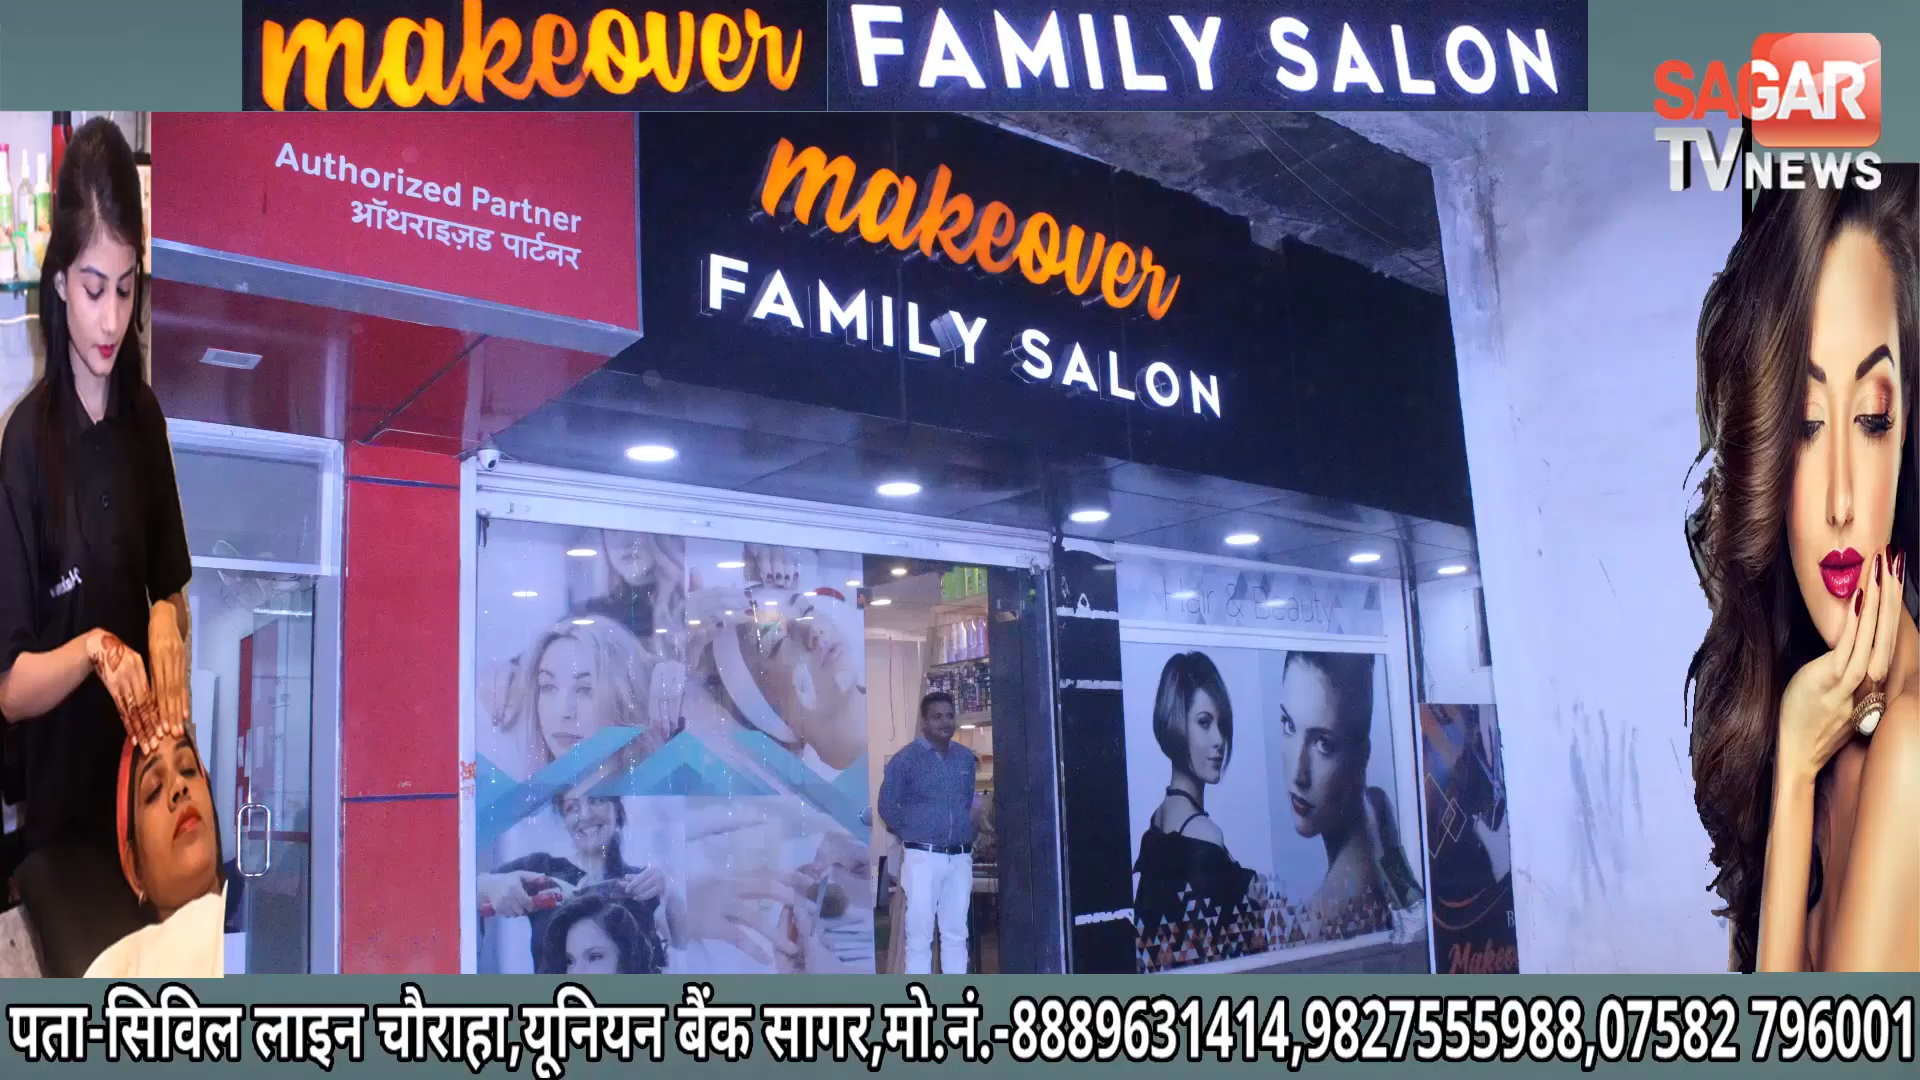 makeover FAMILY SALON
SAGAR
TV NEWS
Authorized Partner
ऑथराइज़्ड पार्टनर
makeover
FAMILY SALON
Hair & Beauty
पता-सिविल लाइन चौराहा,यूनियन बैंक सागर,मो.नं.-8889631414,9827555988,07582 796001